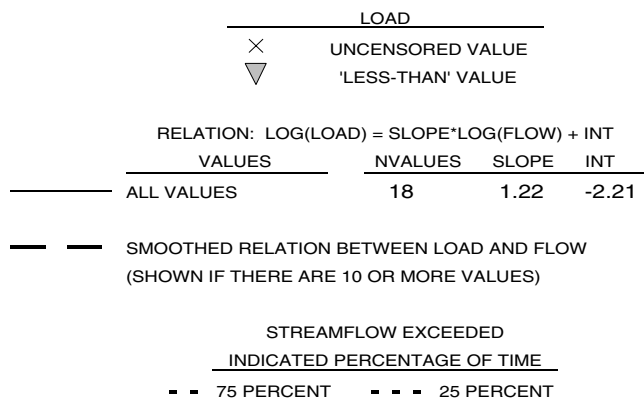 LOAD
UNCENSORED VALUE
'LESS-THAN' VALUE
RELATION: LOG(LOAD) = SLOPE*LOG(FLOW) + INT
VALUES NVALUES SLOPE INT
ALL VALUES 18 1.22 -2.21
SMOOTHED RELATION BETWEEN LOAD AND FLOW
(SHOWN IF THERE ARE 10 OR MORE VALUES)
STREAMFLOW EXCEEDED
INDICATED PERCENTAGE OF TIME
75 PERCENT 25 PERCENT